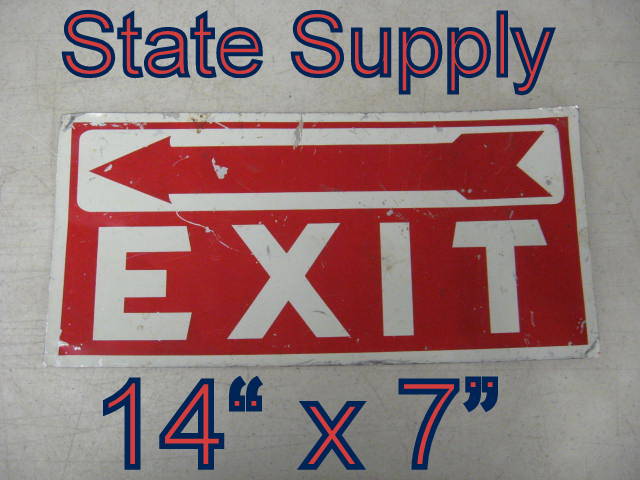 State Supply
EXIT
14“ x 7”